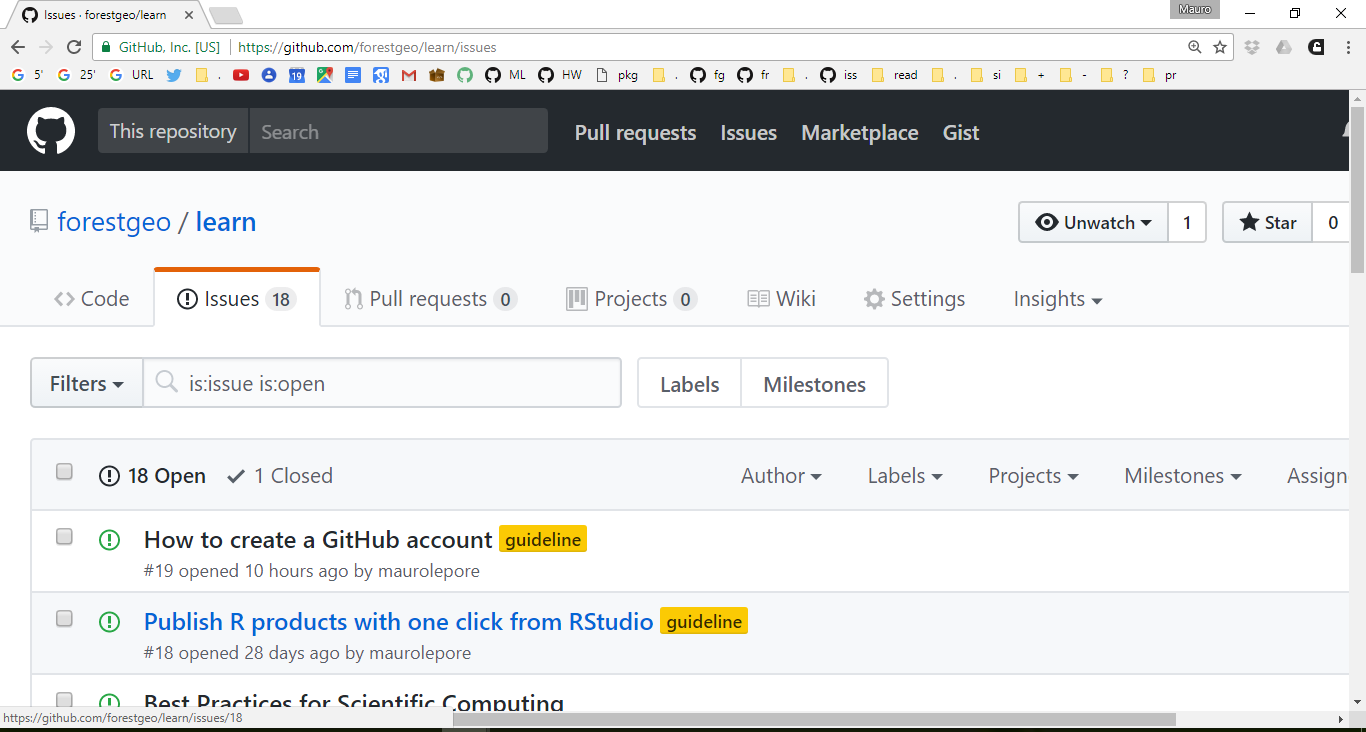 Issues · forestgeo/learn
Mauro
GitHub, Inc. [US] https://github.com/forestgeo/learn/issues
5' 25' URL . 19 . ML HW pkg . fg fr . iss read . si + - ? pr
This repository Search Pull requests Issues Marketplace Gist
forestgeo / learn Unwatch 1 Star 0
Code Issues 18 Pull requests 0 Projects 0 Wiki Settings Insights
Filters is:issue is:open Labels Milestones
18 Open 1 Closed Author Labels Projects Milestones Assign
How to create a GitHub account guideline
#19 opened 10 hours ago by maurolepore
Publish R products with one click from RStudio guideline
#18 opened 28 days ago by maurolepore
Best Practices for Scientific Computing
https://github.com/forestgeo/learn/issues/18